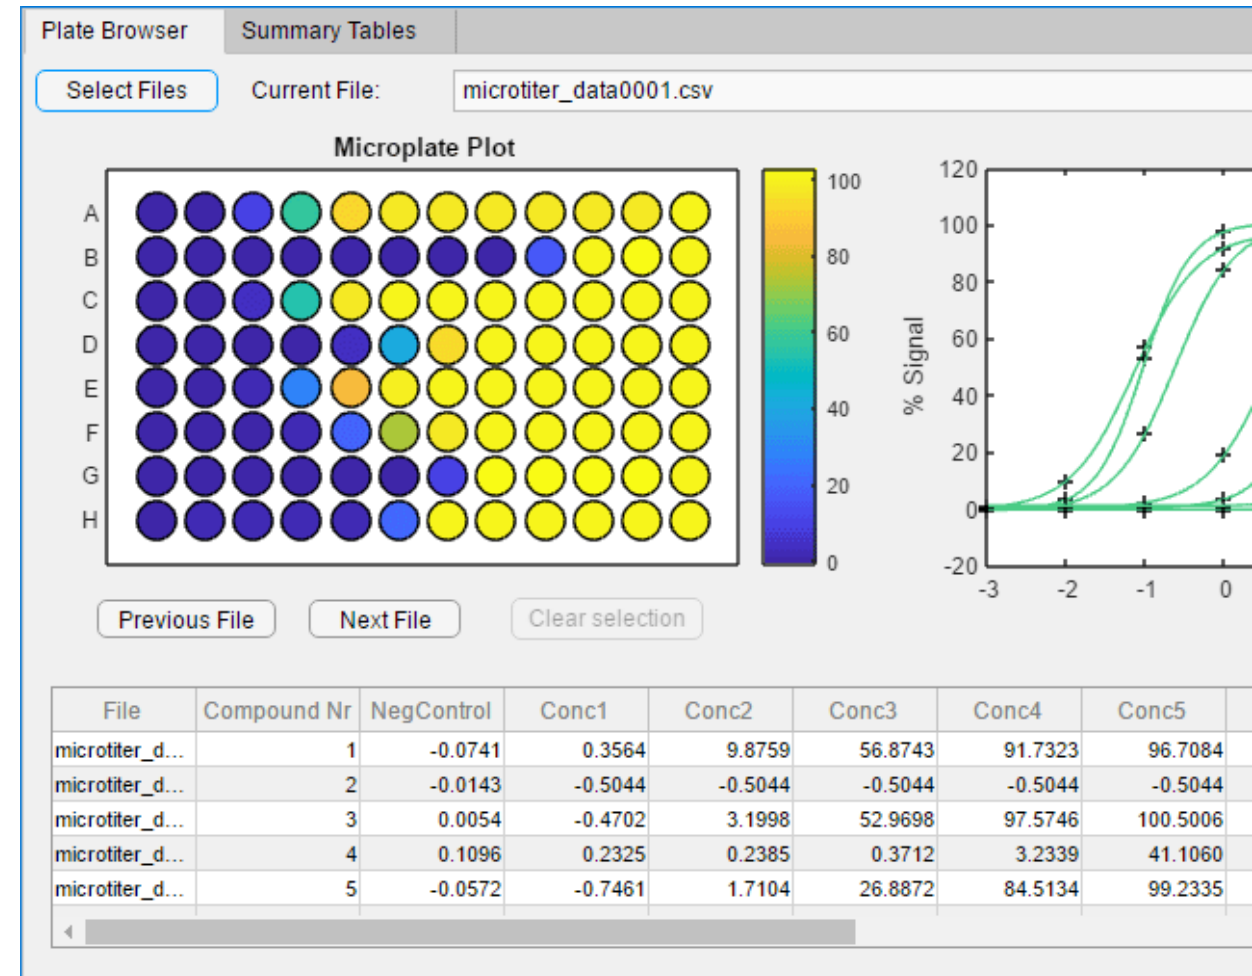 Plate Browser Summary Tables
Select Files Current File: microtiter_data0001.csv
Microplate Plot
A
B
C
D
E
F
G
H
100
80
60
40
20
0
% Signal
120
100
80
60
40
20
0
-20
-3 -2 -1 0
Previous File Next File Clear selection
File Compound Nr NegControl Conc1 Conc2 Conc3 Conc4 Conc5
microtiter_d... 1 -0.0741 0.3564 9.8759 56.8743 91.7323 96.7084
microtiter_d... 2 -0.0143 -0.5044 -0.5044 -0.5044 -0.5044 -0.5044
microtiter_d... 3 0.0054 -0.4702 3.1998 52.9698 97.5746 100.5006
microtiter_d... 4 0.1096 0.2325 0.2385 0.3712 3.2339 41.1060
microtiter_d... 5 -0.0572 -0.7461 1.7104 26.8872 84.5134 99.2335